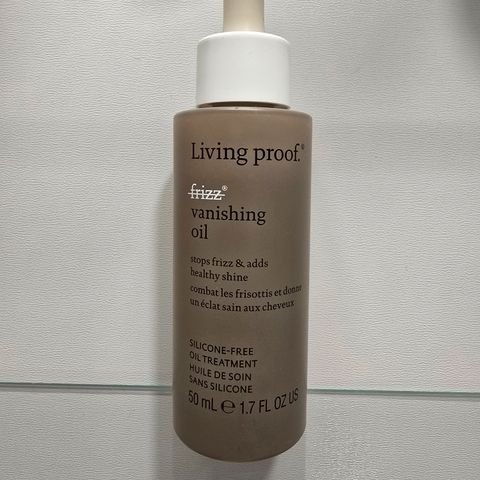 Living proof.®
frizz®
vanishing
oil
stops frizz & adds
healthy shine
combat les frisottis et donne
un éclat sain aux cheveux
SILICONE-FREE
OIL TREATMENT
HUILE DE SOIN
SANS SILICONE
50 mL ℮ 1.7 FL OZ US